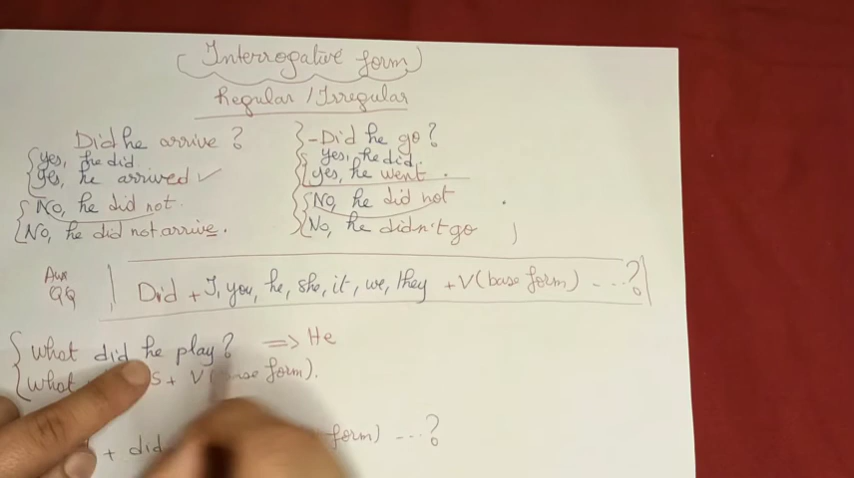 Interrogative form
Regular / Irregular
Did he arrive ?
Yes, he did
Yes, he arrived ✓
No, he did not.
No, he did not arrive.
- Did he go ?
Yes, he did.
Yes, he went.
No, he did not
No, he didn't go
Aux
Did + I, you, he, she, it, we, they + V (base form) - ...?
What did he play ? => He
What S + V (base form).
+ did form) ---?